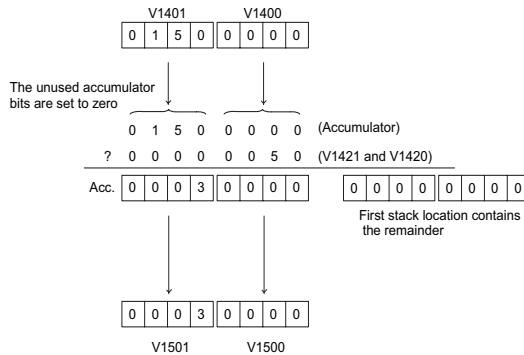 V1401 V1400
0 1 5 0 0 0 0 0
The unused accumulator
bits are set to zero
0 1 5 0 0 0 0 0 (Accumulator)
? 0 0 0 0 0 0 5 0 (V1421 and V1420)
Acc. 0 0 0 3 0 0 0 0 0 0 0 0 0 0 0 0
First stack location contains
the remainder
0 0 0 3 0 0 0 0
V1501 V1500